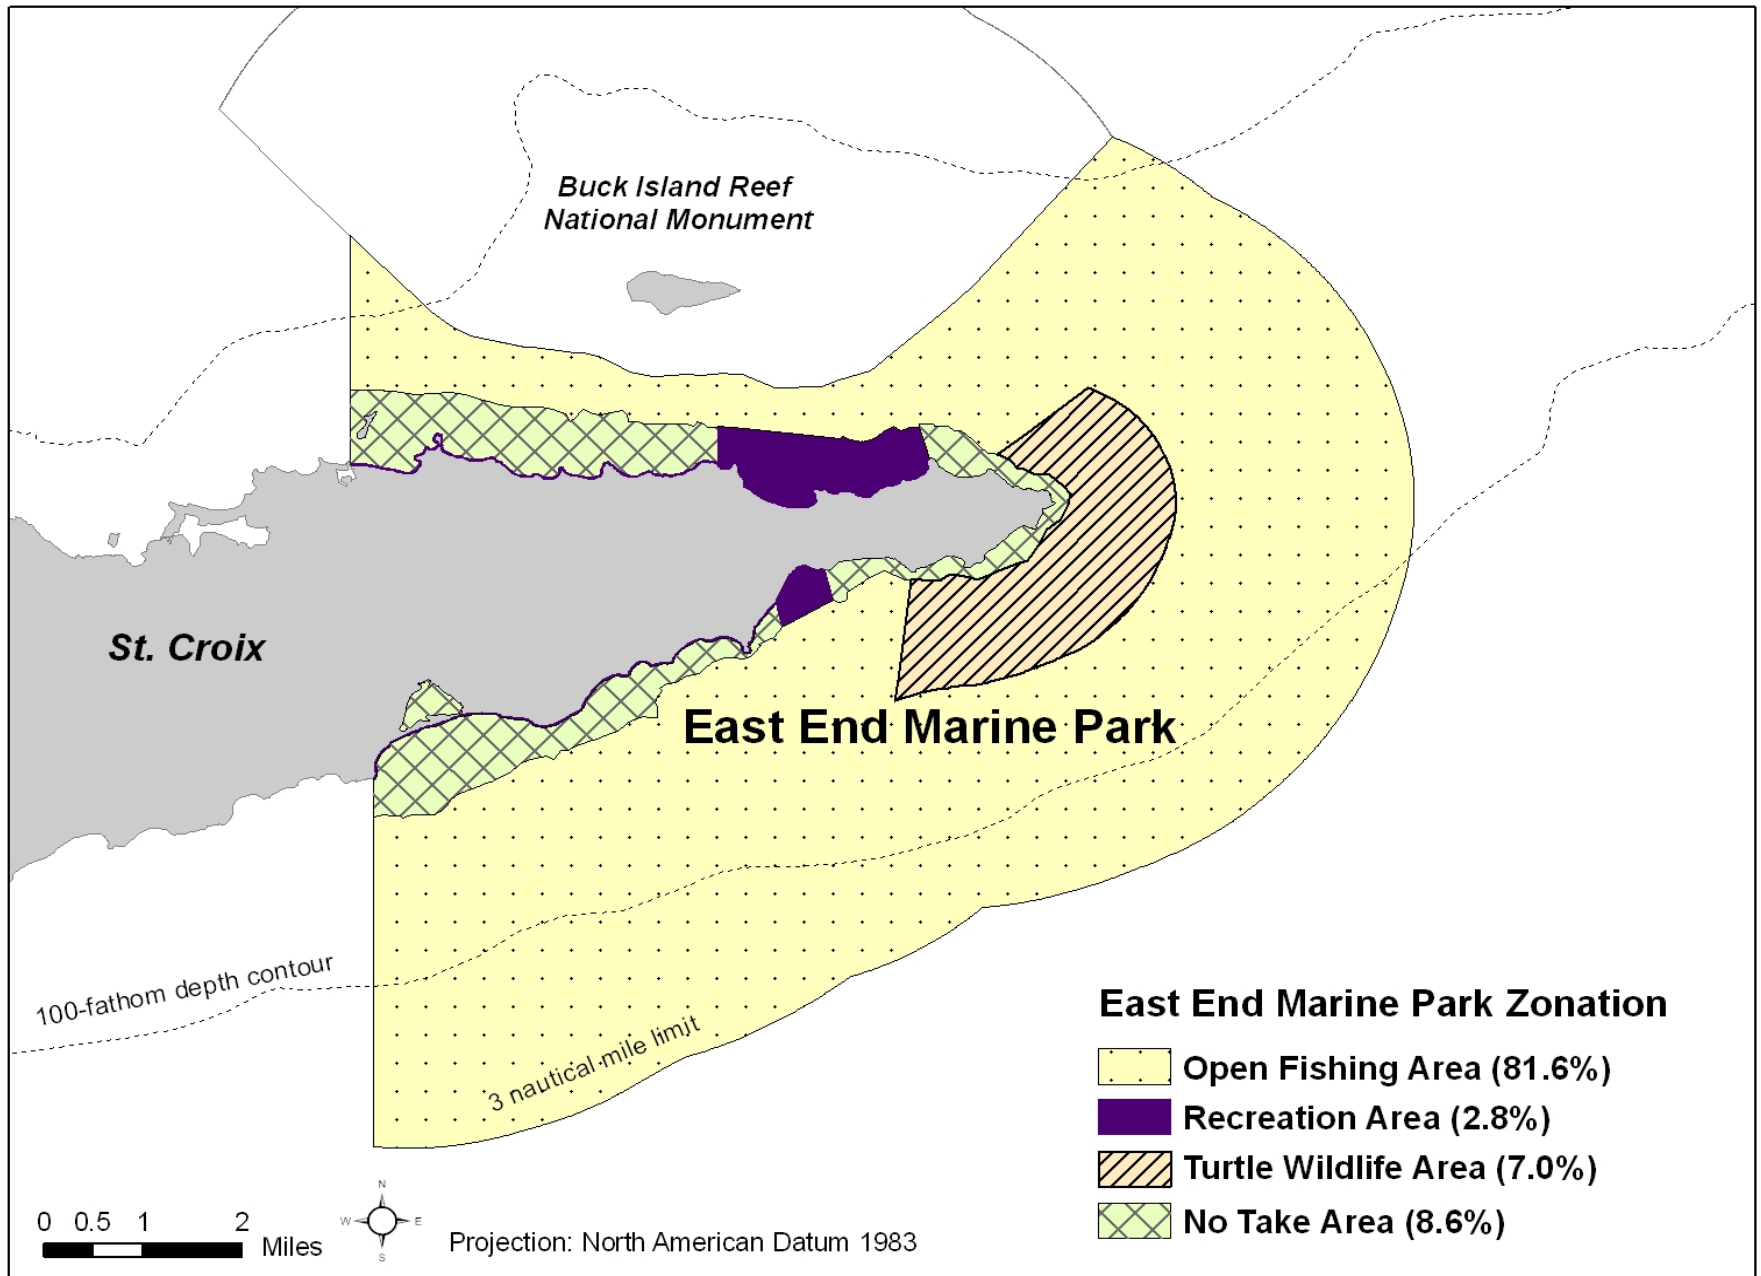 Buck Island Reef
National Monument
St. Croix
East End Marine Park
100-fathom depth contour
3 nautical mile limit
East End Marine Park Zonation
Open Fishing Area (81.6%)
Recreation Area (2.8%)
Turtle Wildlife Area (7.0%)
No Take Area (8.6%)
0 0.5 1 2
Miles
N
W E
S
Projection: North American Datum 1983